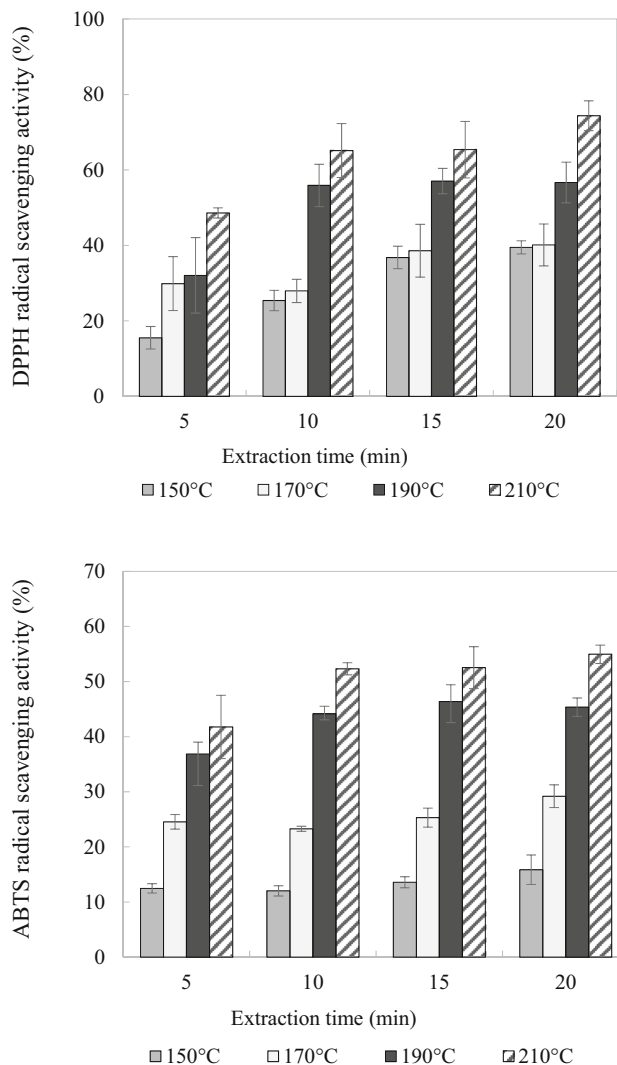 DPPH radical scavenging activity (%)
100
80
60
40
20
0
5 10 15 20
Extraction time (min)
150°C 170°C 190°C 210°C
ABTS radical scavenging activity (%)
70
60
50
40
30
20
10
0
5 10 15 20
Extraction time (min)
150°C 170°C 190°C 210°C